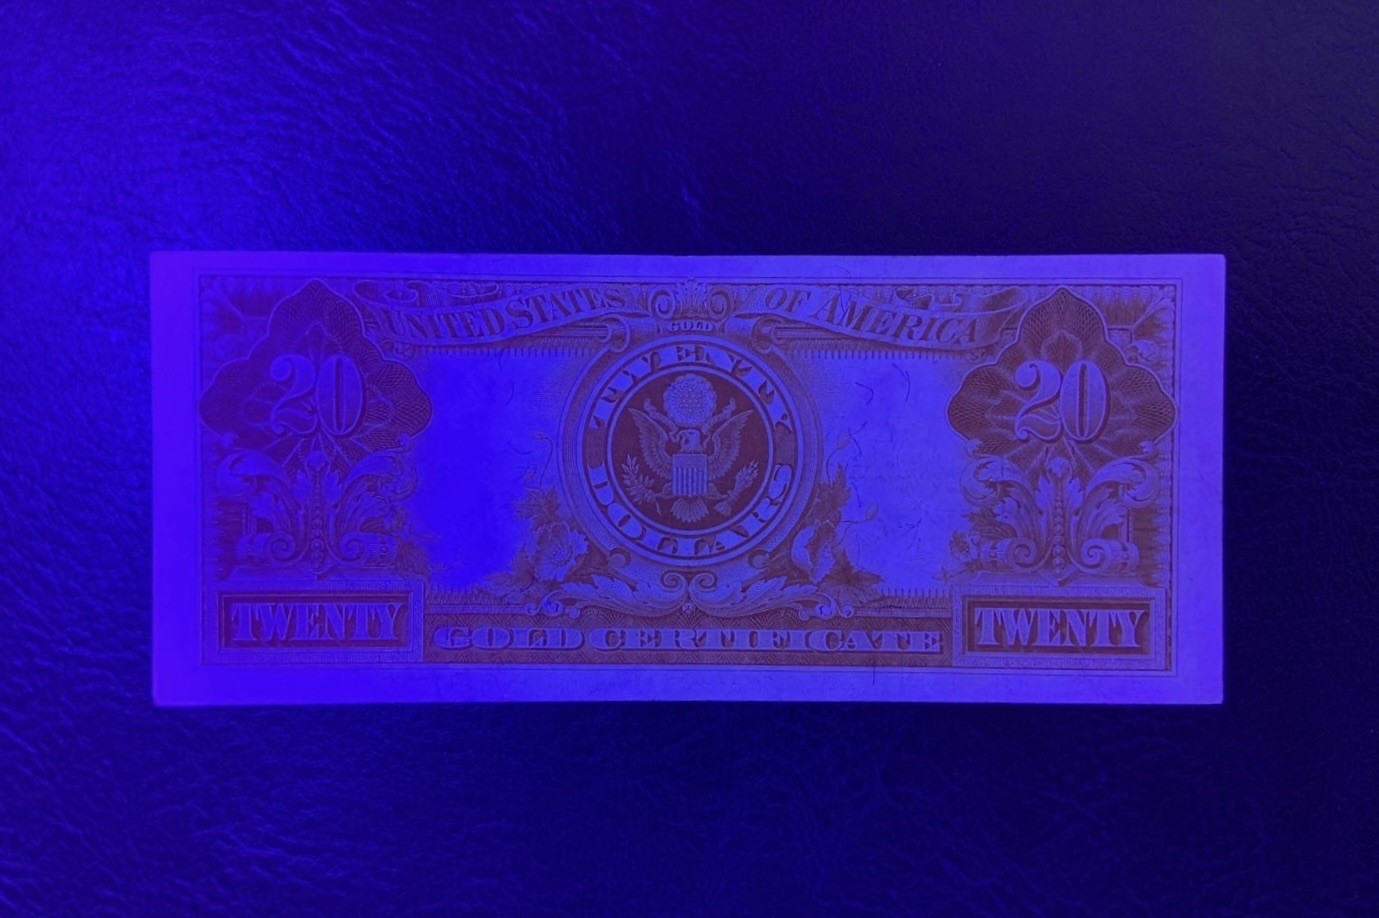 UNITED STATES OF AMERICA
GOLD
20 20
TWENTY
DOLLARS
TWENTY TWENTY
GOLD CERTIFICATE